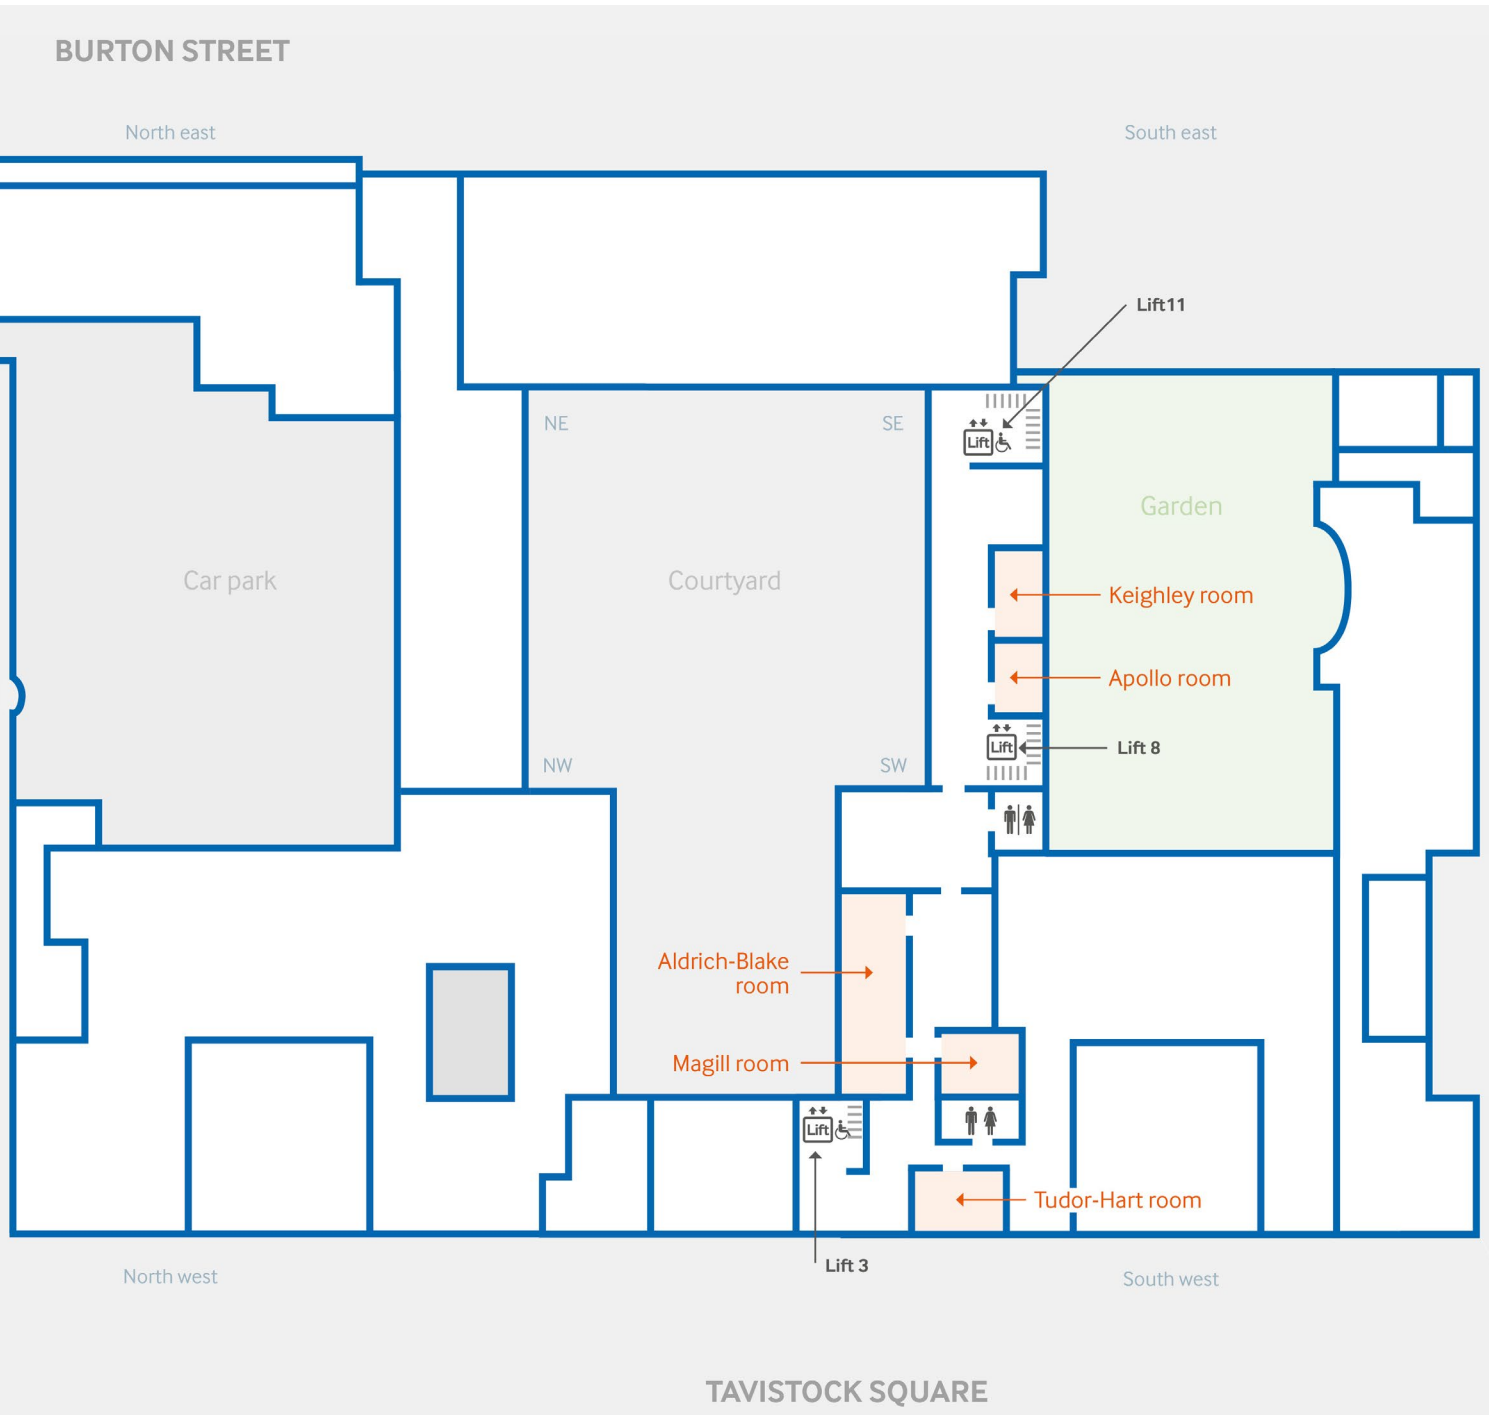 BURTON STREET
North east
South east
Lift11
NE
SE
Lift
Garden
Car park
Courtyard
Keighley room
Apollo room
Lift
Lift 8
NW
SW
Aldrich-Blake
room
Magill room
Lift
Tudor-Hart room
Lift 3
North west
South west
TAVISTOCK SQUARE